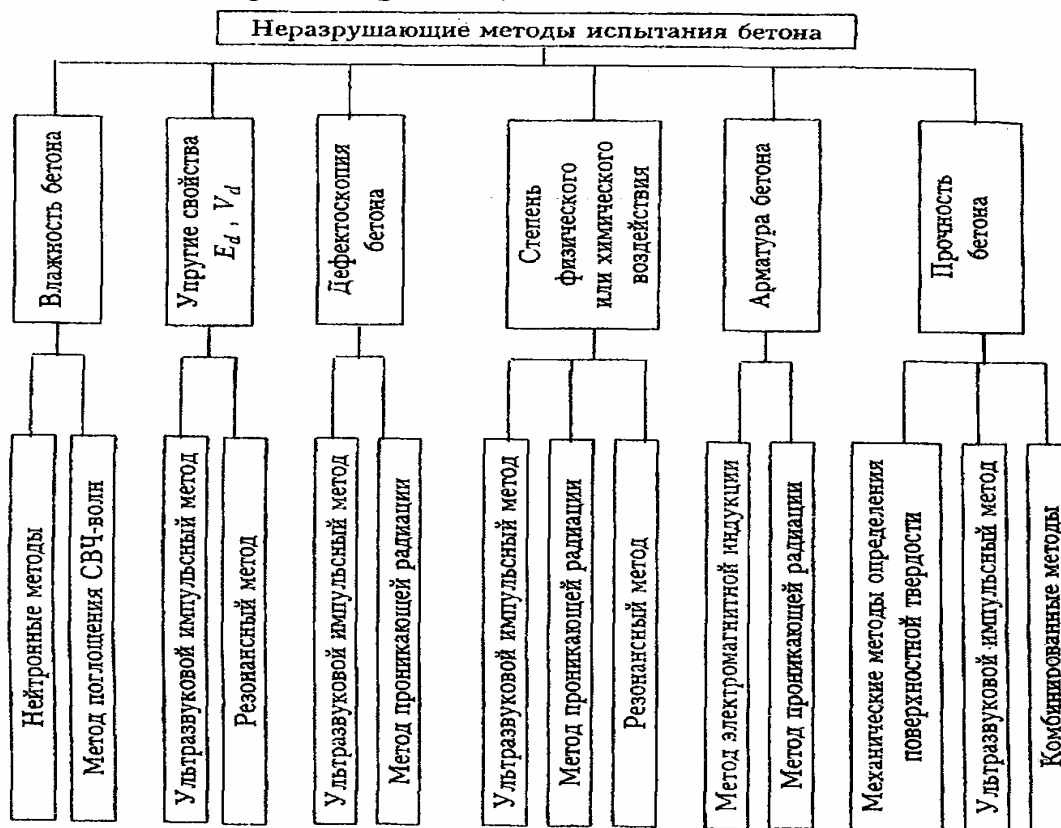 Неразрушающие методы испытания бетона
Влажность бетона
Упругие свойства
E_d , V_d
Дефектоскопия
бетона
Степень
физического
или химического
воздействия
Арматура бетона
Прочность
бетона
Нейтронные методы
Метод поглощения СВЧ-волн
Ультразвуковой импульсный метод
Резонансный метод
Ультразвуковой импульсный метод
Метод проникающей радиации
Ультразвуковой импульсный метод
Метод проникающей радиации
Резонансный метод
Метод электромагнитной индукции
Метод проникающей радиации
Механические методы определения
поверхностной твердости
Ультразвуковой импульсный метод
Комбинированные методы